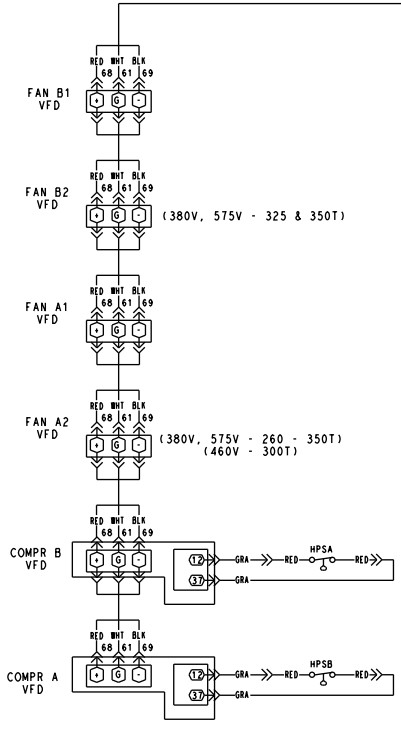 RED WHT BLK
68 61 69
FAN B1
VFD
+ G -
RED WHT BLK
68 61 69
FAN B2
VFD
+ G -
(380V, 575V - 325 & 350T)
RED WHT BLK
68 61 69
FAN A1
VFD
+ G -
RED WHT BLK
68 61 69
FAN A2
VFD
+ G -
(380V, 575V - 260 - 350T)
(460V - 300T)
RED WHT BLK
68 61 69
COMPR B
VFD
+ G -
12 GRA RED HPSA RED
37 GRA
RED WHT BLK
68 61 69
COMPR A
VFD
+ G -
12 GRA RED HPSB RED
37 GRA